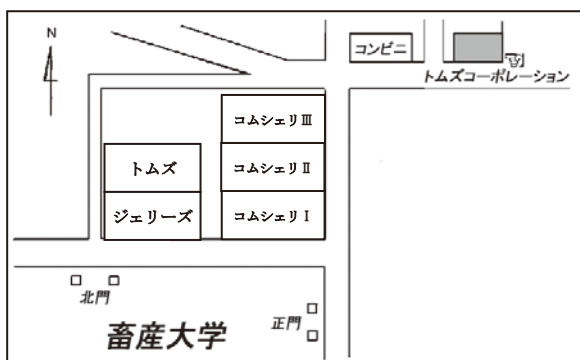 N
コンビニ
トムズコーポレーション
コムシェリⅢ
トムズ
コムシェリⅡ
ジェリーズ
コムシェリⅠ
北門
正門
畜産大学